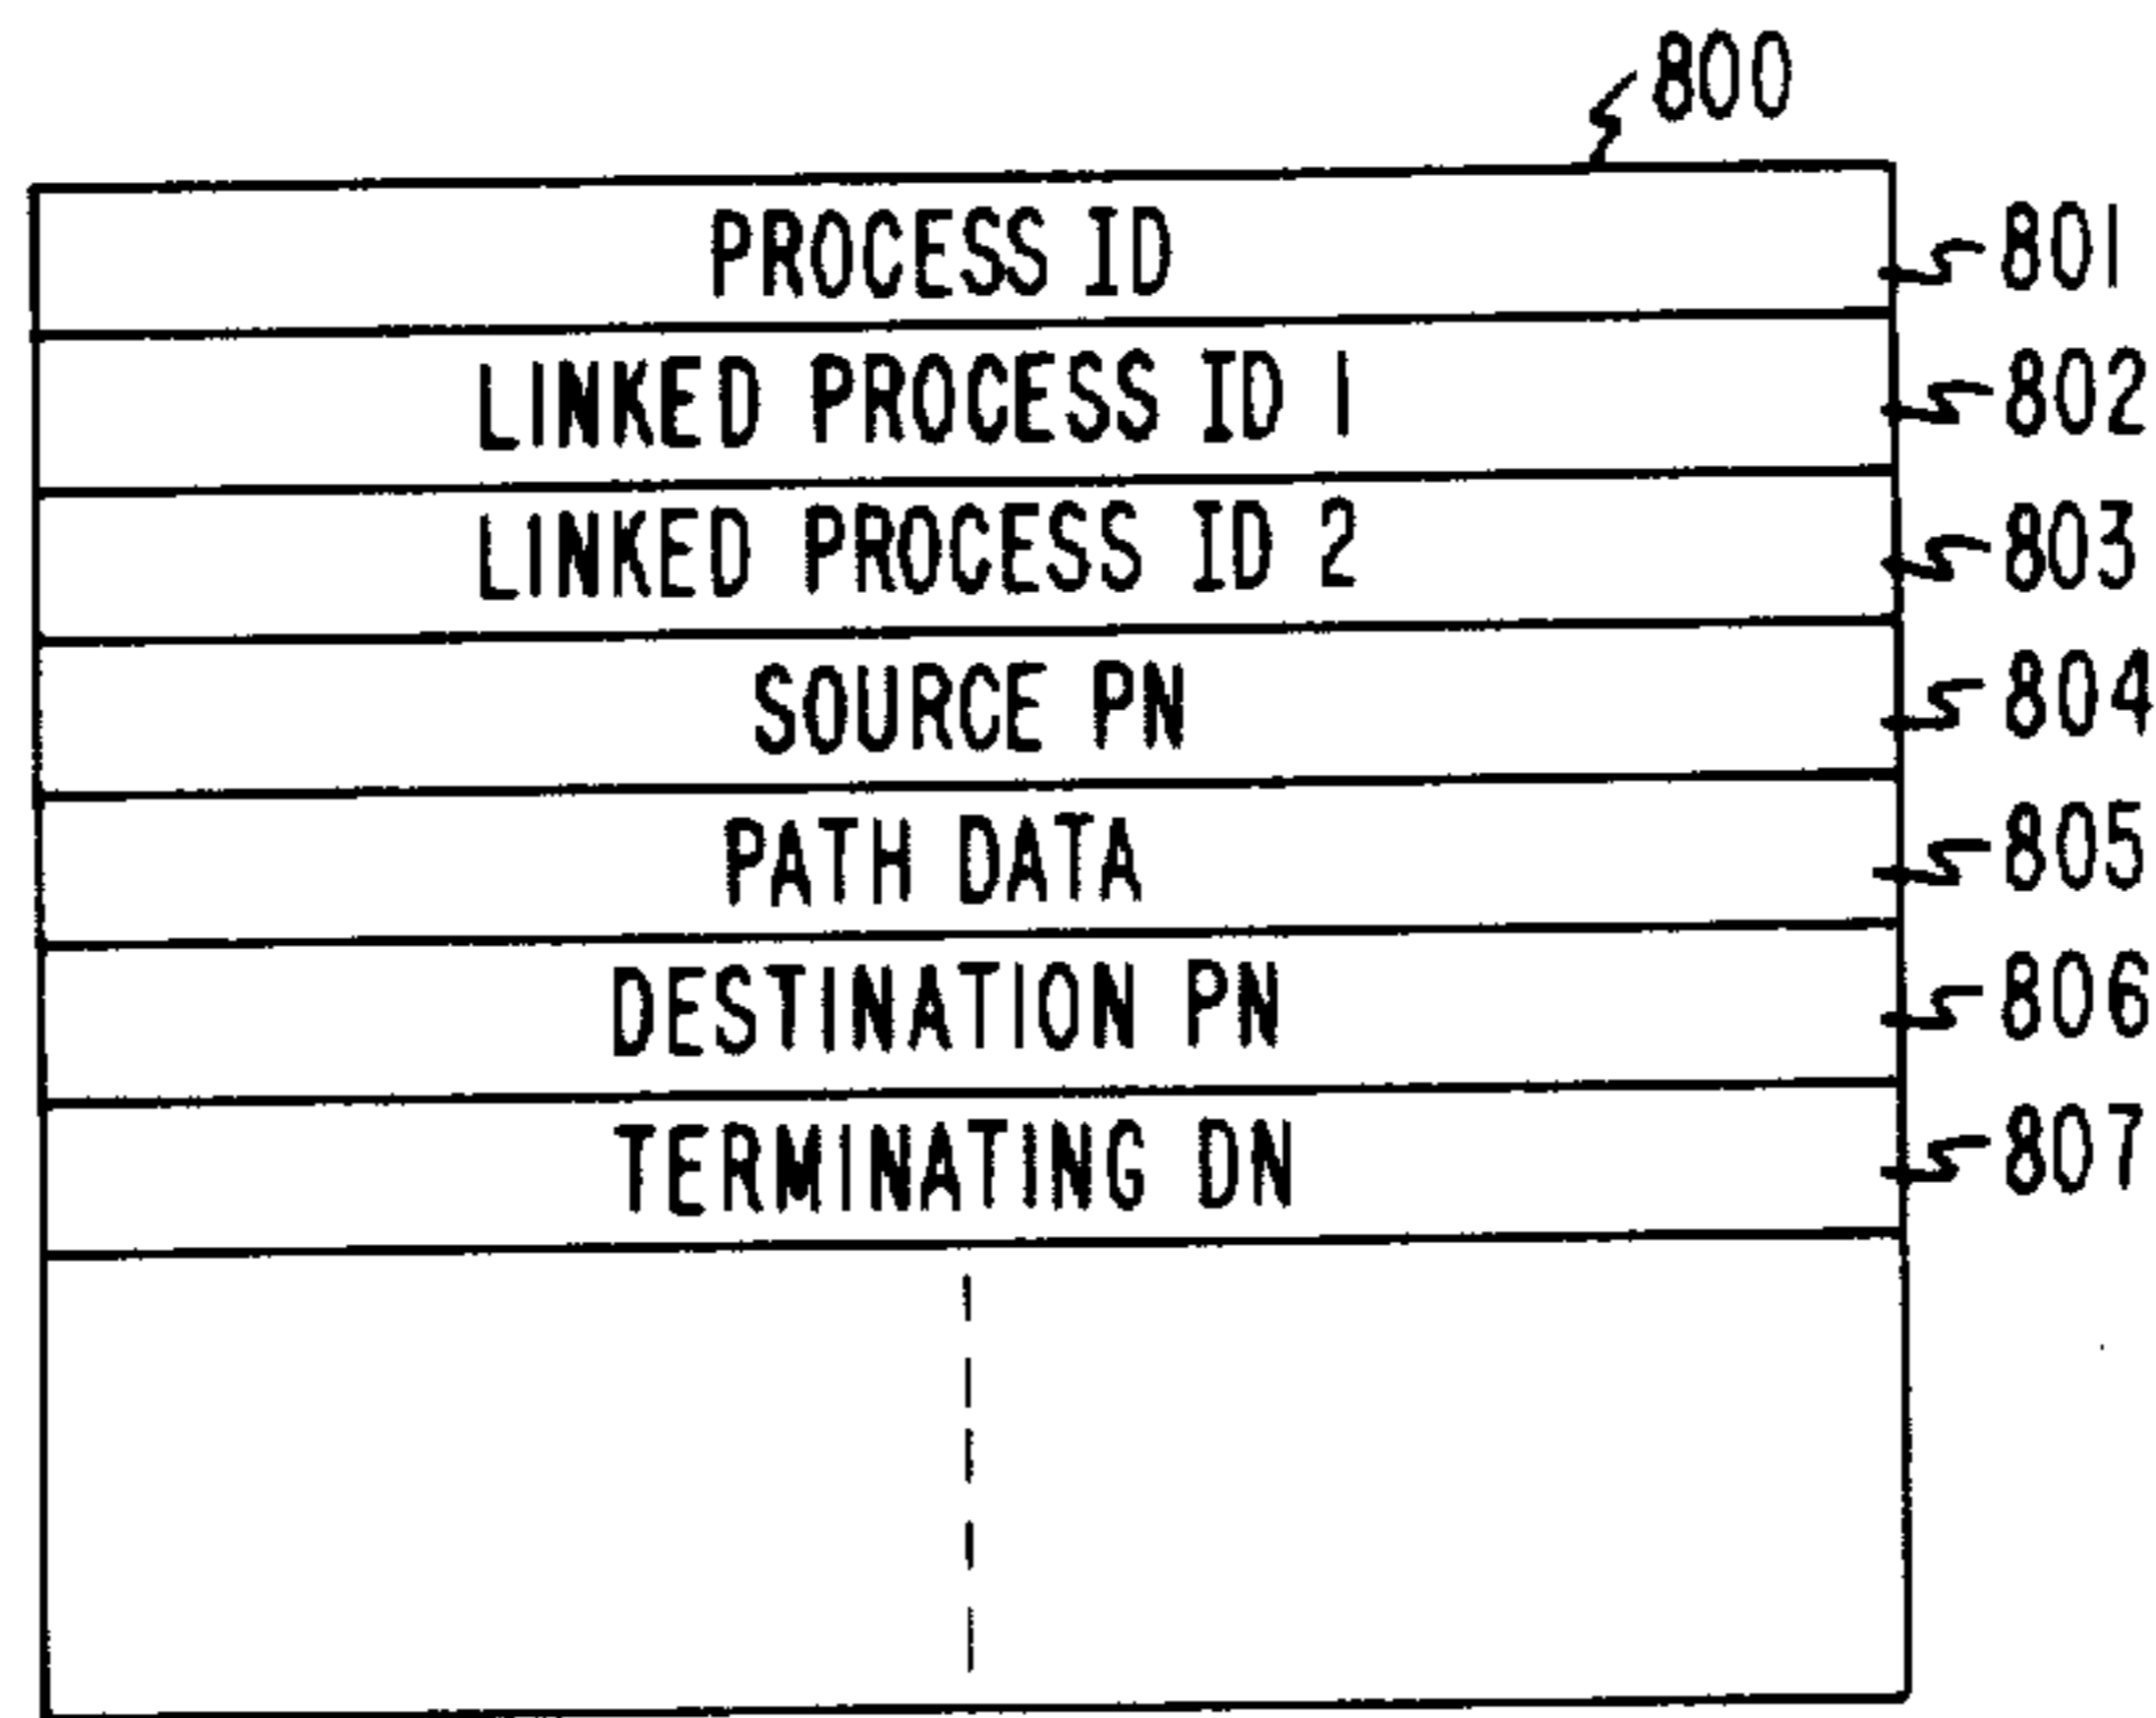 800
PROCESS ID 801
LINKED PROCESS ID 1 802
LINKED PROCESS ID 2 803
SOURCE PN 804
PATH DATA 805
DESTINATION PN 806
TERMINATING DN 807